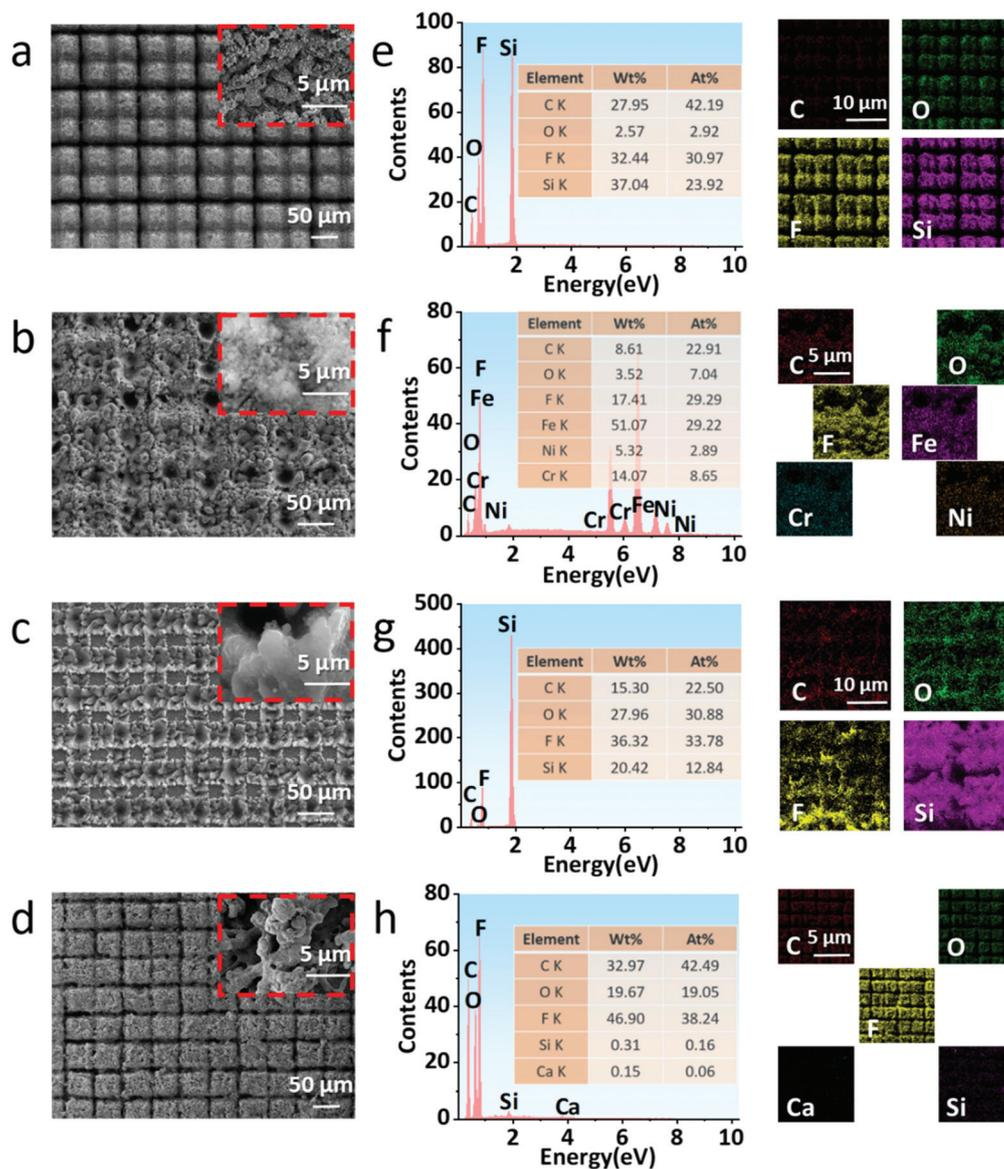 a
5 μm
50 μm
e
Contents
100
80
60
40
20
0
F
Si
O
C
Element Wt% At%
C K 27.95 42.19
O K 2.57 2.92
F K 32.44 30.97
Si K 37.04 23.92
2 4 6 8 10
Energy(eV)
C
10 μm
O
F
Si
b
5 μm
50 μm
f
Contents
80
60
40
20
0
F
Fe
O
Cr
C
Ni
Element Wt% At%
C K 8.61 22.91
O K 3.52 7.04
F K 17.41 29.29
Fe K 51.07 29.22
Ni K 5.32 2.89
Cr K 14.07 8.65
Cr Cr Fe Ni Ni
0 2 4 6 8 10
Energy(eV)
C
5 μm
O
F
Fe
Cr
Ni
c
5 μm
50 μm
g
Contents
500
400
300
200
100
0
Si
F
C
O
Element Wt% At%
C K 15.30 22.50
O K 27.96 30.88
F K 36.32 33.78
Si K 20.42 12.84
2 4 6 8 10
Energy(eV)
C
10 μm
O
F
Si
d
5 μm
50 μm
h
Contents
80
60
40
20
0
F
C
O
Element Wt% At%
C K 32.97 42.49
O K 19.67 19.05
F K 46.90 38.24
Si K 0.31 0.16
Ca K 0.15 0.06
Si Ca
2 4 6 8 10
Energy(eV)
C
5 μm
O
F
Ca
Si